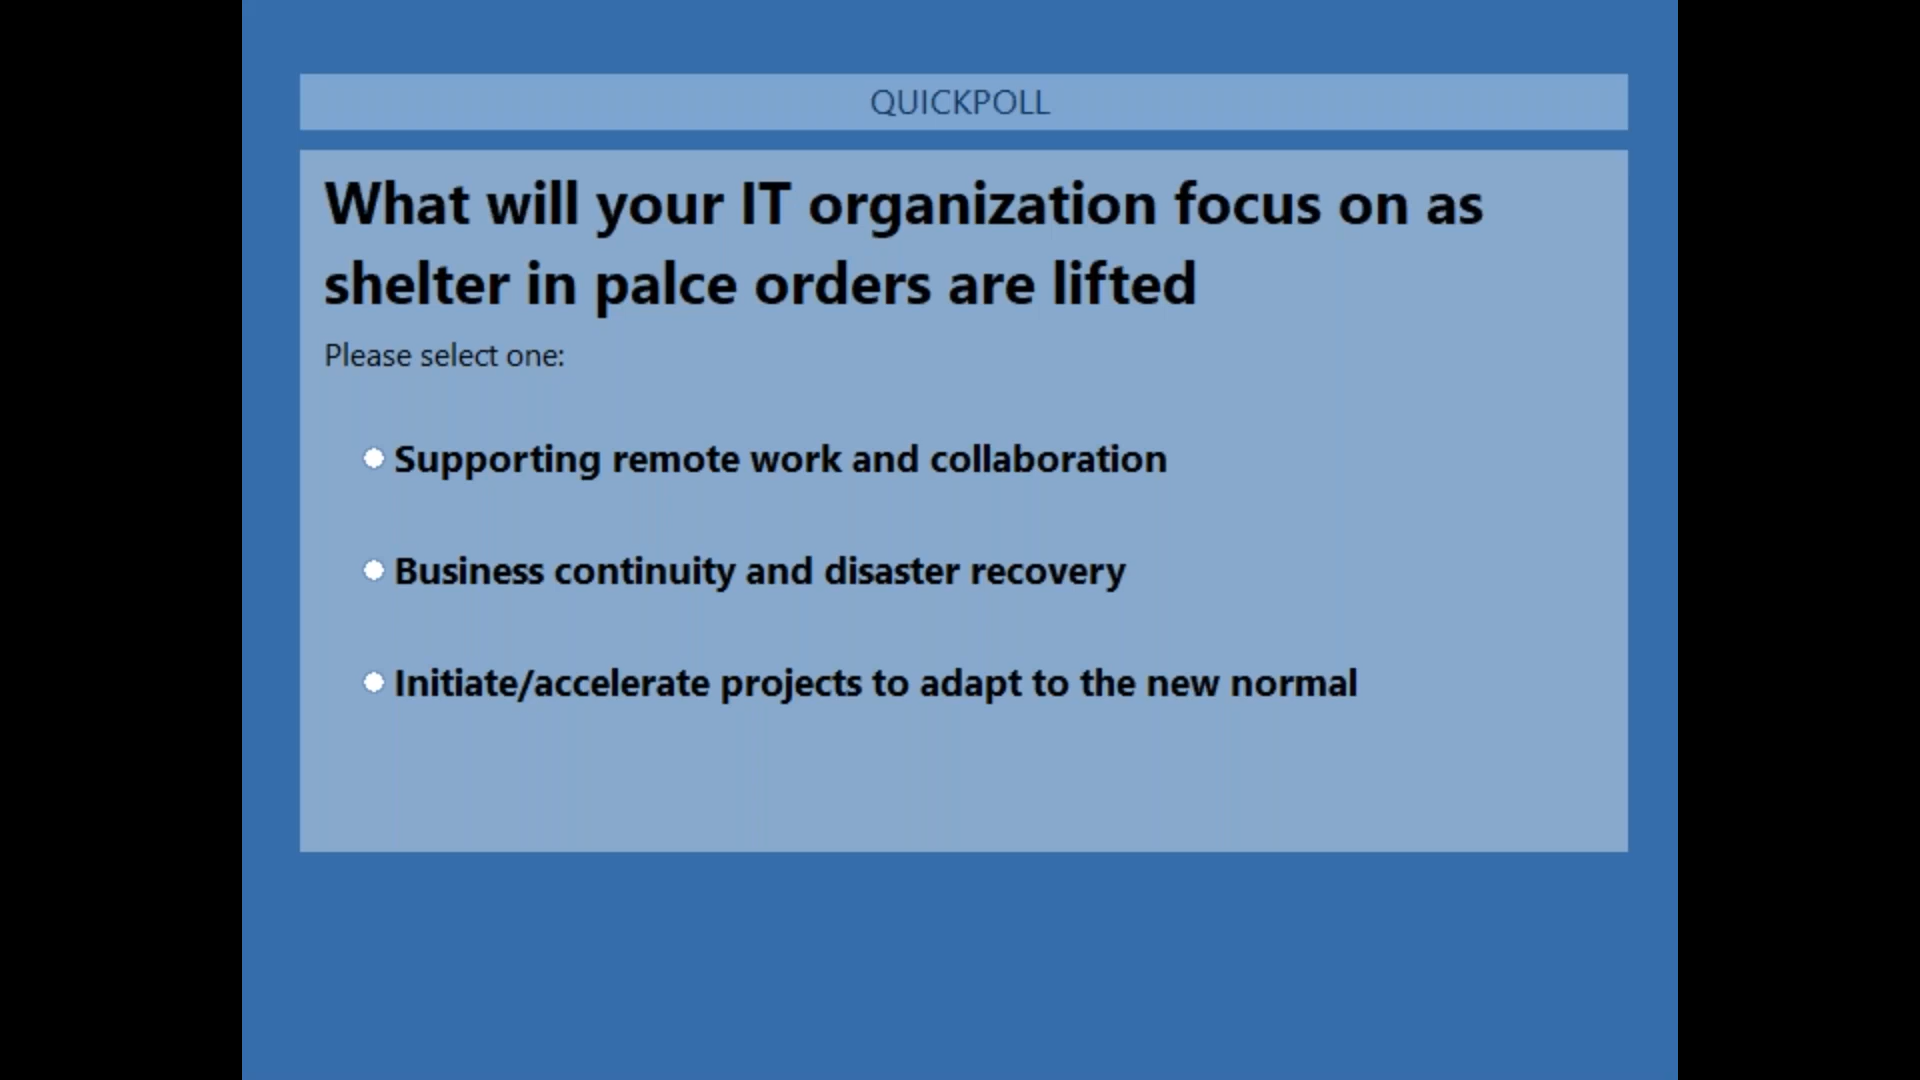 QUICKPOLL
What will your IT organization focus on as
shelter in palce orders are lifted
Please select one:
Supporting remote work and collaboration
Business continuity and disaster recovery
Initiate/accelerate projects to adapt to the new normal